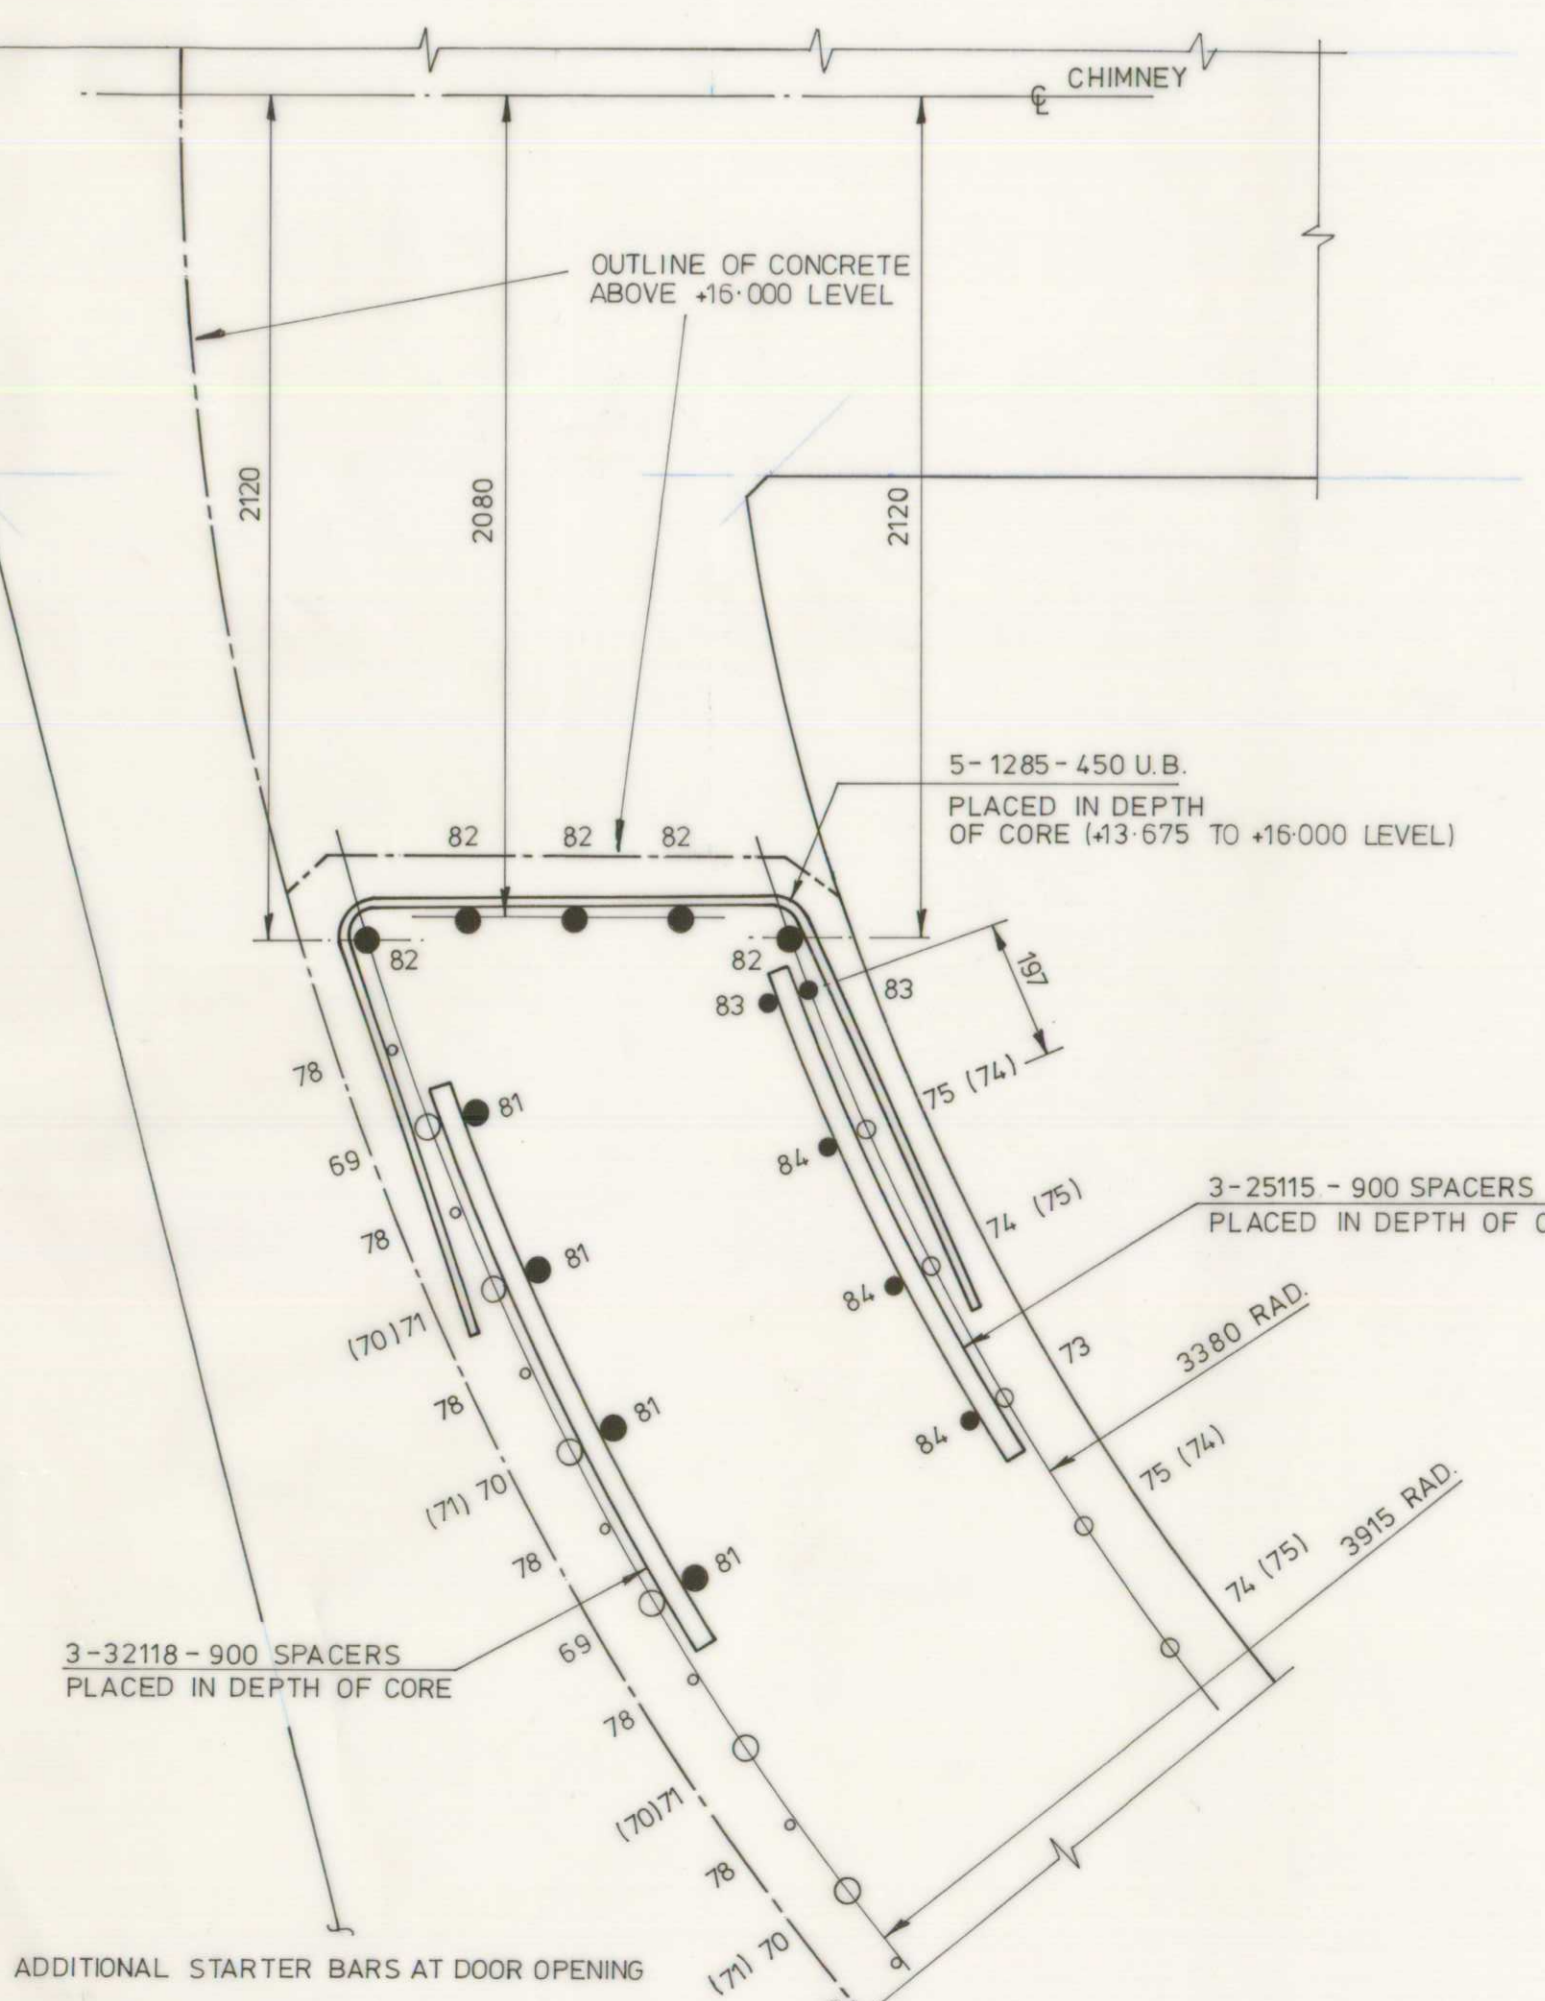 ℄ CHIMNEY
OUTLINE OF CONCRETE
ABOVE +16·000 LEVEL
2120
2080
2120
5-1285-450 U.B.
PLACED IN DEPTH
OF CORE (+13·675 TO +16·000 LEVEL)
82 82 82
82
82
83
83
197
78
81
75 (74)
84
69
74 (75)
3-25115-900 SPACERS
PLACED IN DEPTH OF
78
81
84
(70)71
73
3380 RAD.
78
81
84
75 (74)
(71) 70
3915 RAD.
78
81
74 (75)
3-32118-900 SPACERS
PLACED IN DEPTH OF CORE
69
78
(70)71
78
(71) 70
ADDITIONAL STARTER BARS AT DOOR OPENING